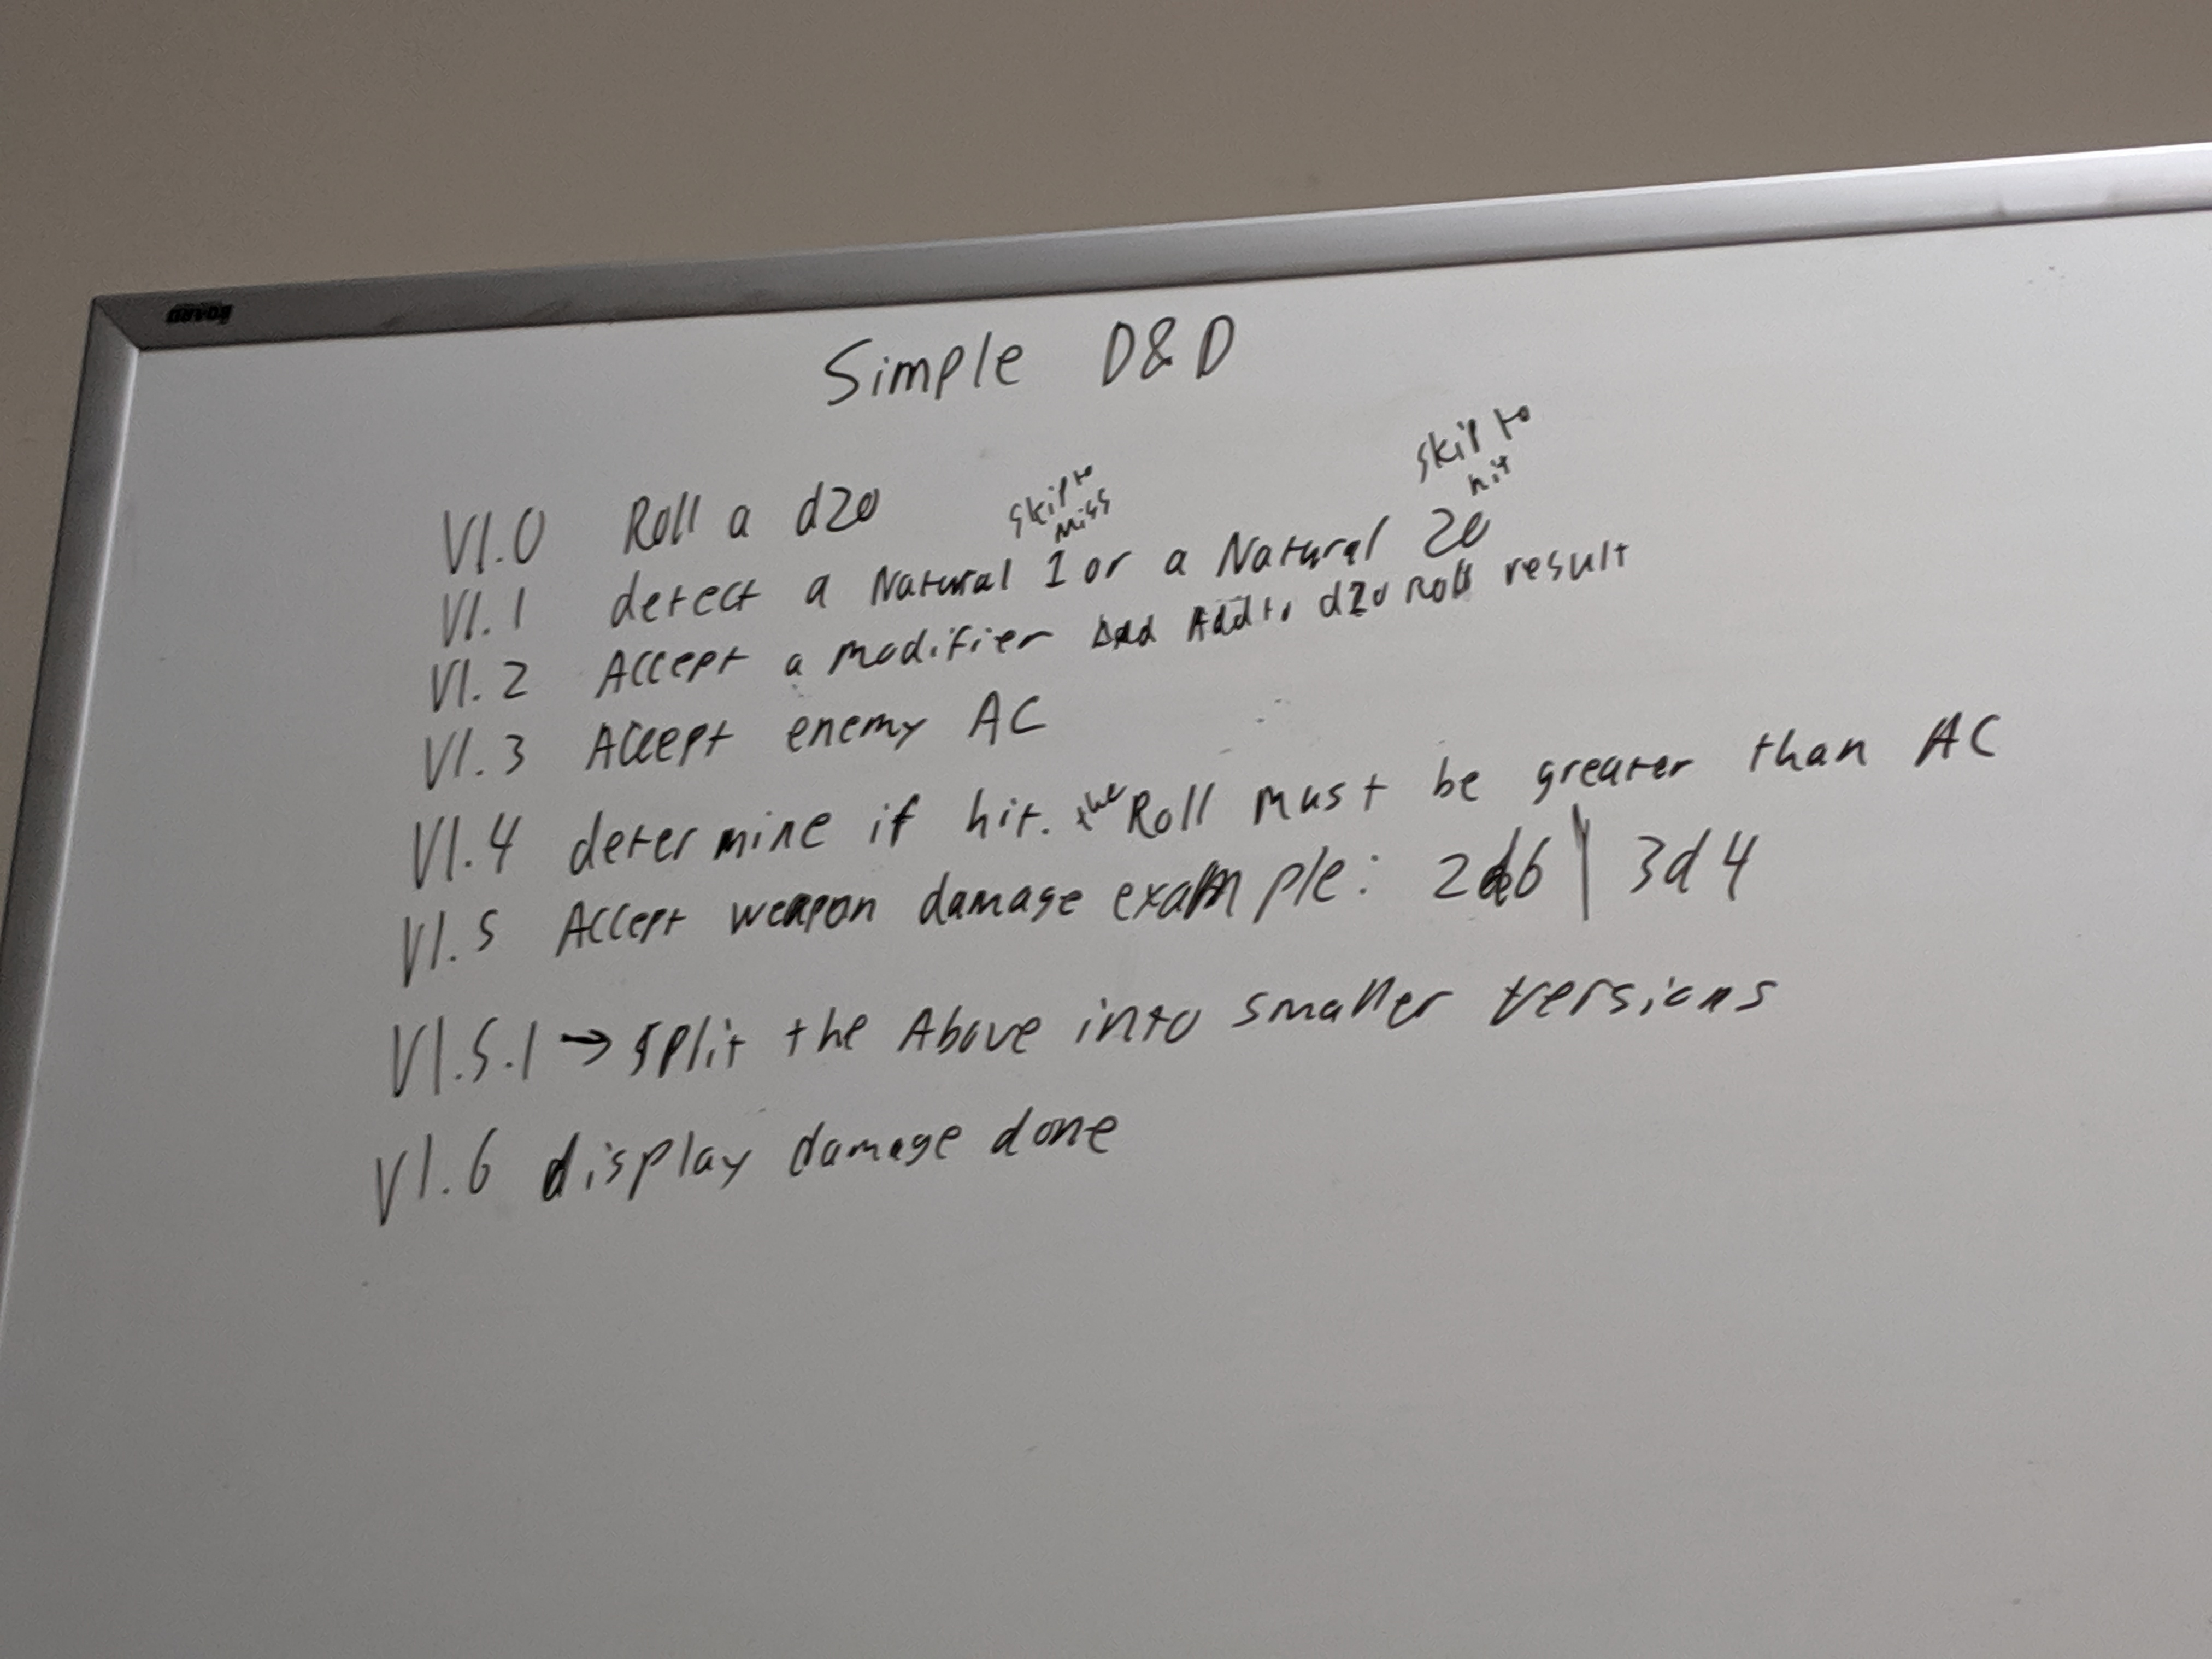 Simple D&D
V1.0 Roll a d20
skip to
miss
skip to
hit
V1.1 detect a Natural 1 or a Natural 20
V1.2 Accept a modifier And Add to d20 Roll result
V1.3 Accept enemy AC
V1.4 determine if hit. the Roll must be greater than AC
V1.5 Accept weapon damage example: 2d6 | 3d4
V1.5.1 → split the Above into smaller versions
V1.6 display damage done